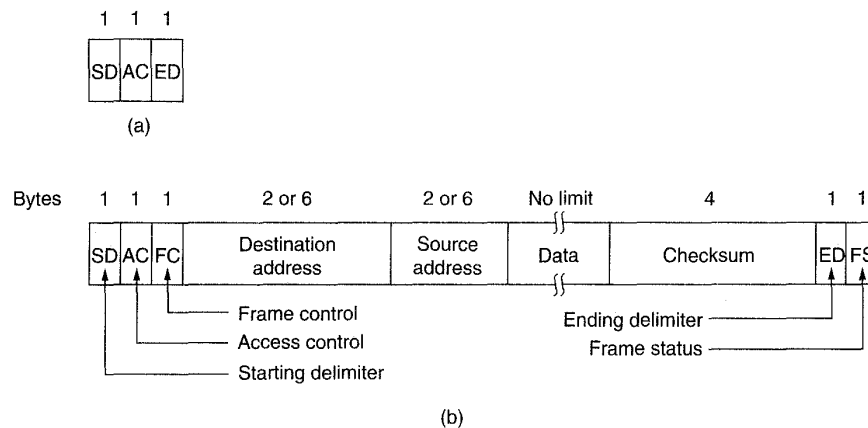 1 1 1
SD AC ED
(a)
Bytes 1 1 1 2 or 6 2 or 6 No limit 4 1 1
SD AC FC Destination address Source address Data Checksum ED FS
Frame control
Access control
Starting delimiter
Ending delimiter
Frame status
(b)